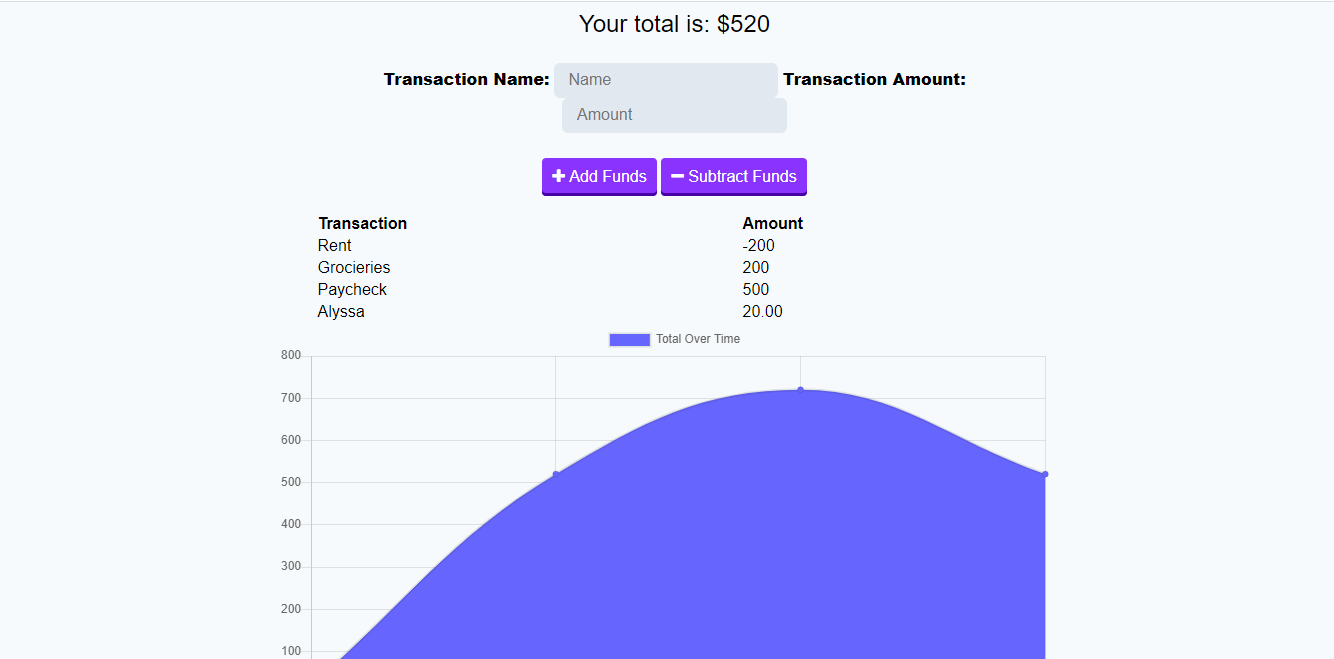 Your total is: $520
Transaction Name: Name Transaction Amount:
Amount
Add Funds Subtract Funds
Transaction Amount
Rent -200
Grocieries 200
Paycheck 500
Alyssa 20.00
Total Over Time
800
700
600
500
400
300
200
100